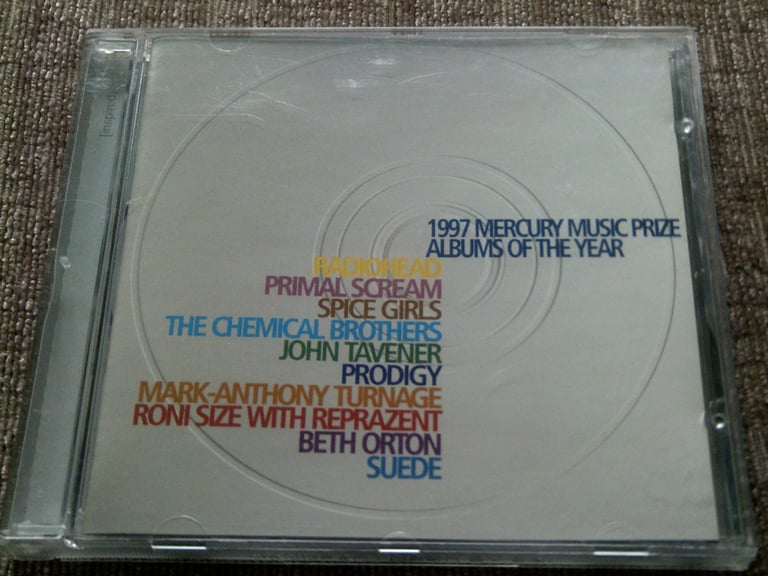 [inspired]
1997 MERCURY MUSIC PRIZE
ALBUMS OF THE YEAR
RADIOHEAD
PRIMAL SCREAM
SPICE GIRLS
THE CHEMICAL BROTHERS
JOHN TAVENER
PRODIGY
MARK-ANTHONY TURNAGE
RONI SIZE WITH REPRAZENT
BETH ORTON
SUEDE